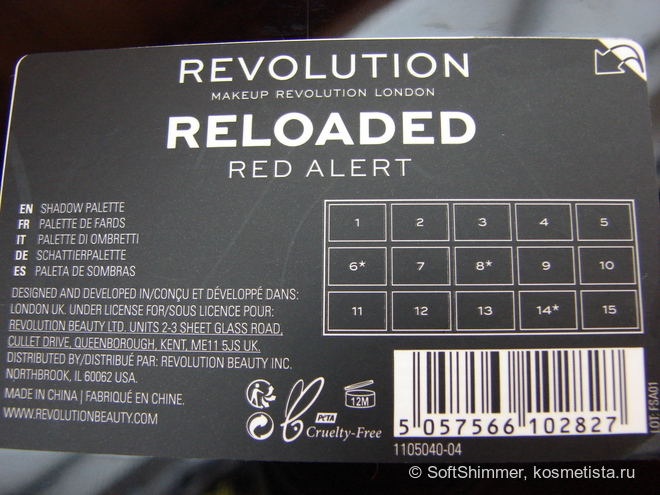 REVOLUTION
MAKEUP REVOLUTION LONDON
RELOADED
RED ALERT
EN SHADOW PALETTE
FR PALETTE DE FARDS
IT PALETTE DI OMBRETTI
DE SCHATTIERPALETTE
ES PALETA DE SOMBRAS
1 2 3 4 5
6* 7 8* 9 10
11 12 13 14* 15
DESIGNED AND DEVELOPED IN/CONÇU ET DÉVELOPPÉ DANS:
LONDON UK. UNDER LICENSE FOR/SOUS LICENCE POUR:
REVOLUTION BEAUTY LTD. UNITS 2-3 SHEET GLASS ROAD,
CULLET DRIVE, QUEENBOROUGH, KENT, ME11 5JS UK.
DISTRIBUTED BY/DISTRIBUÉ PAR: REVOLUTION BEAUTY INC.
NORTHBROOK, IL 60062 USA.
MADE IN CHINA | FABRIQUÉ EN CHINE.
WWW.REVOLUTIONBEAUTY.COM
PETA
Cruelty-Free
12M
5 057566 102827
1105040-04
LOT: FSA01
© SoftShimmer, kosmetista.ru